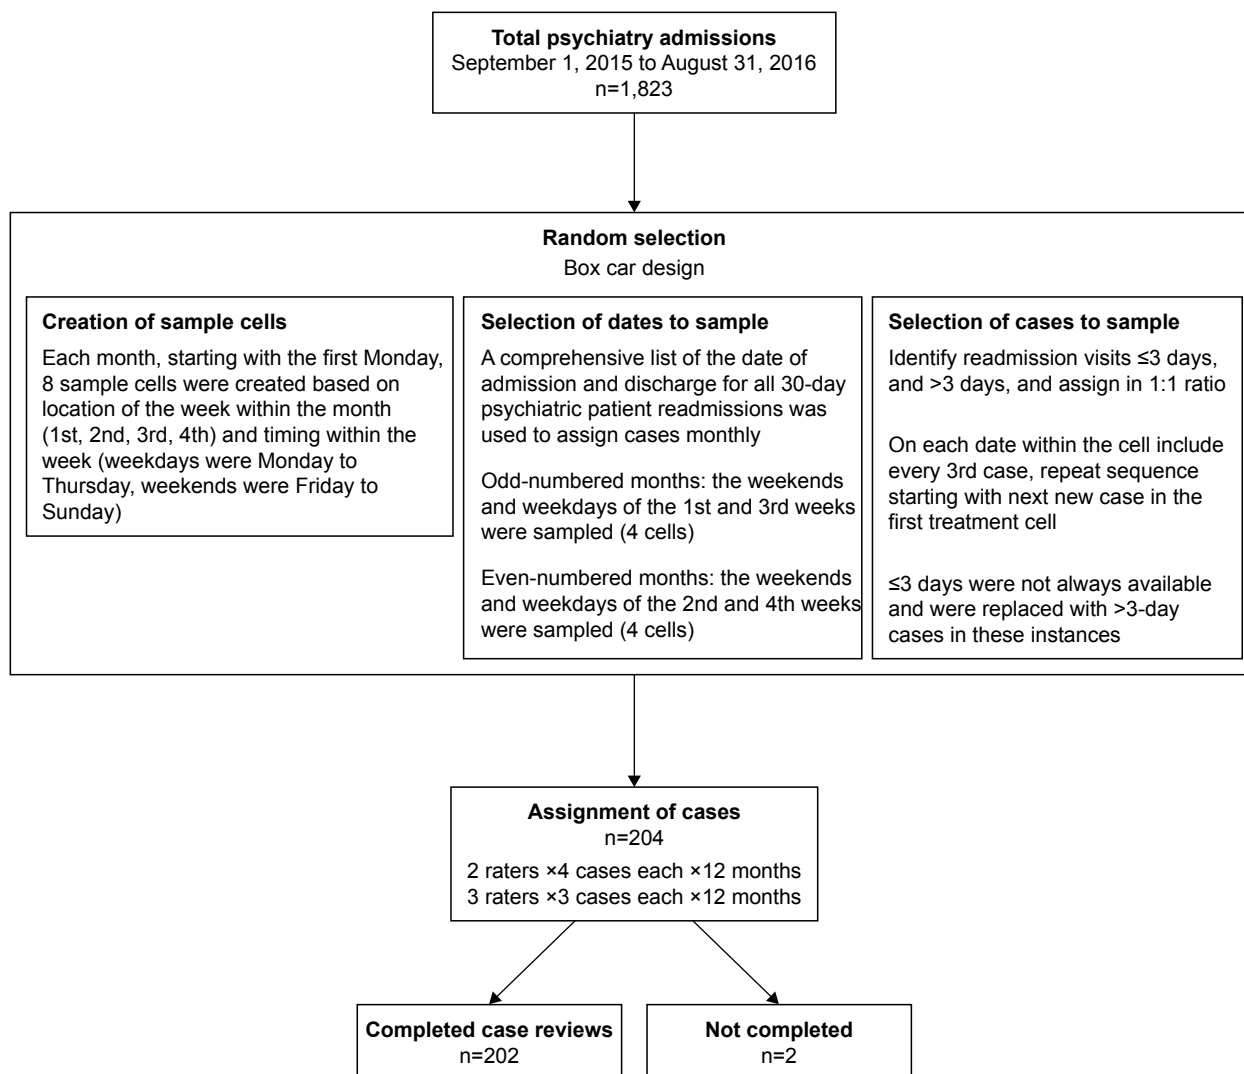 Total psychiatry admissions
September 1, 2015 to August 31, 2016
n=1,823
Random selection
Box car design
Creation of sample cells
Each month, starting with the first Monday,
8 sample cells were created based on
location of the week within the month
(1st, 2nd, 3rd, 4th) and timing within the
week (weekdays were Monday to
Thursday, weekends were Friday to
Sunday)
Selection of dates to sample
A comprehensive list of the date of
admission and discharge for all 30-day
psychiatric patient readmissions was
used to assign cases monthly
Odd-numbered months: the weekends
and weekdays of the 1st and 3rd weeks
were sampled (4 cells)
Even-numbered months: the weekends
and weekdays of the 2nd and 4th weeks
were sampled (4 cells)
Selection of cases to sample
Identify readmission visits ≤3 days,
and >3 days, and assign in 1:1 ratio
On each date within the cell include
every 3rd case, repeat sequence
starting with next new case in the
first treatment cell
≤3 days were not always available
and were replaced with >3-day
cases in these instances
Assignment of cases
n=204
2 raters ×4 cases each ×12 months
3 raters ×3 cases each ×12 months
Completed case reviews
n=202
Not completed
n=2